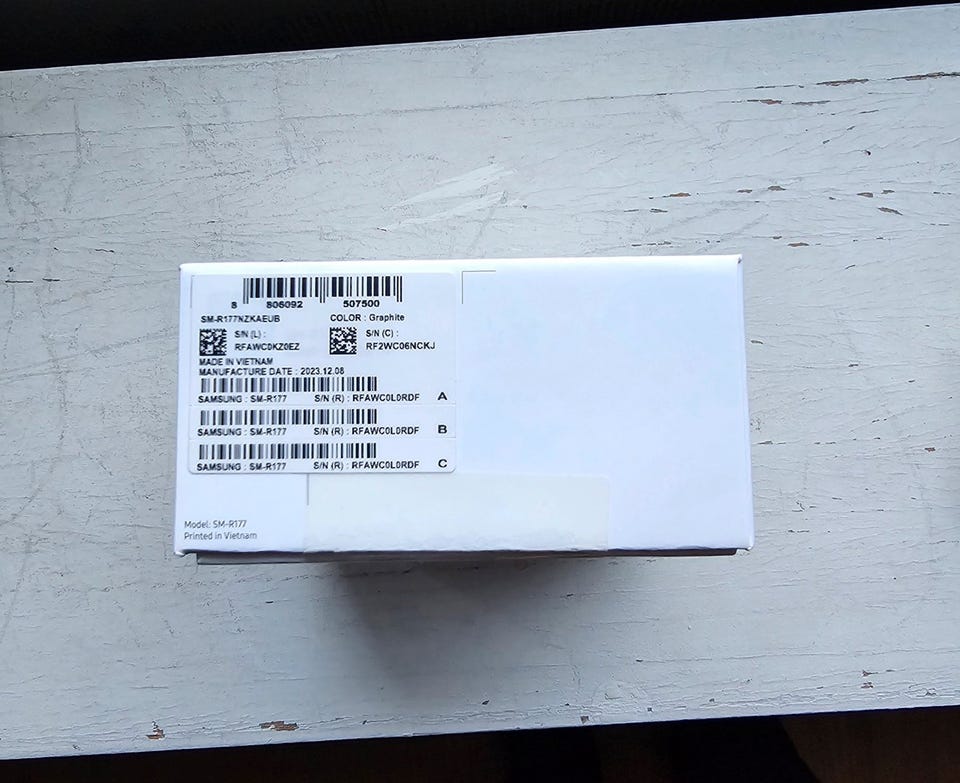 8 806092 507500
SM-R177NZKAEUB COLOR : Graphite
S/N (L) : S/N (C) :
RFAWC0KZ0EZ RF2WC06NCKJ
MADE IN VIETNAM
MANUFACTURE DATE : 2023.12.08
SAMSUNG : SM-R177 S/N (R) : RFAWC0L0RDF A
SAMSUNG : SM-R177 S/N (R) : RFAWC0L0RDF B
SAMSUNG : SM-R177 S/N (R) : RFAWC0L0RDF C
Model: SM-R177
Printed in Vietnam